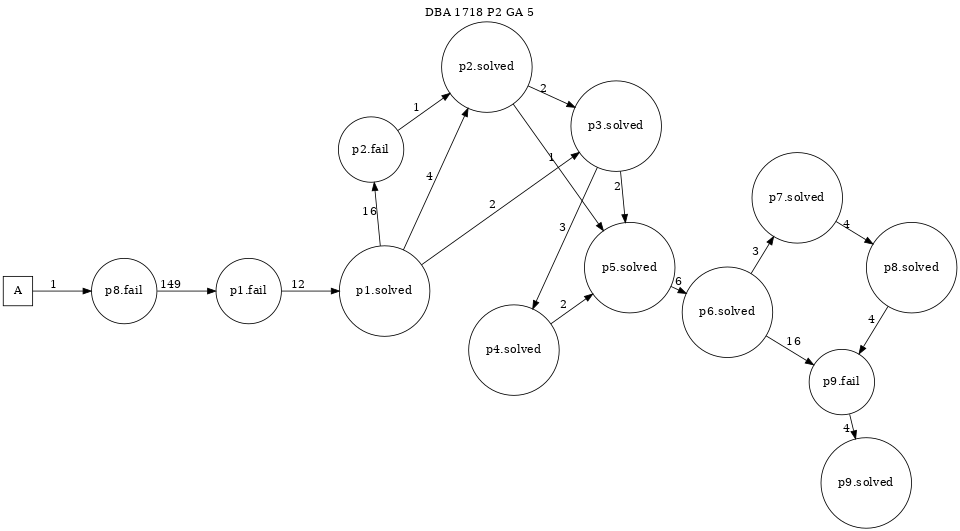 DBA 1718 P2 GA 5
p2.solved
2
1
p3.solved
p2.fail
4
1
2
16
2
3
p7.solved
4
p8.solved
3
p5.solved
6
A
1
p8.fail
149
p1.fail
12
p1.solved
2
p6.solved
4
16
p4.solved
p9.fail
4
p9.solved